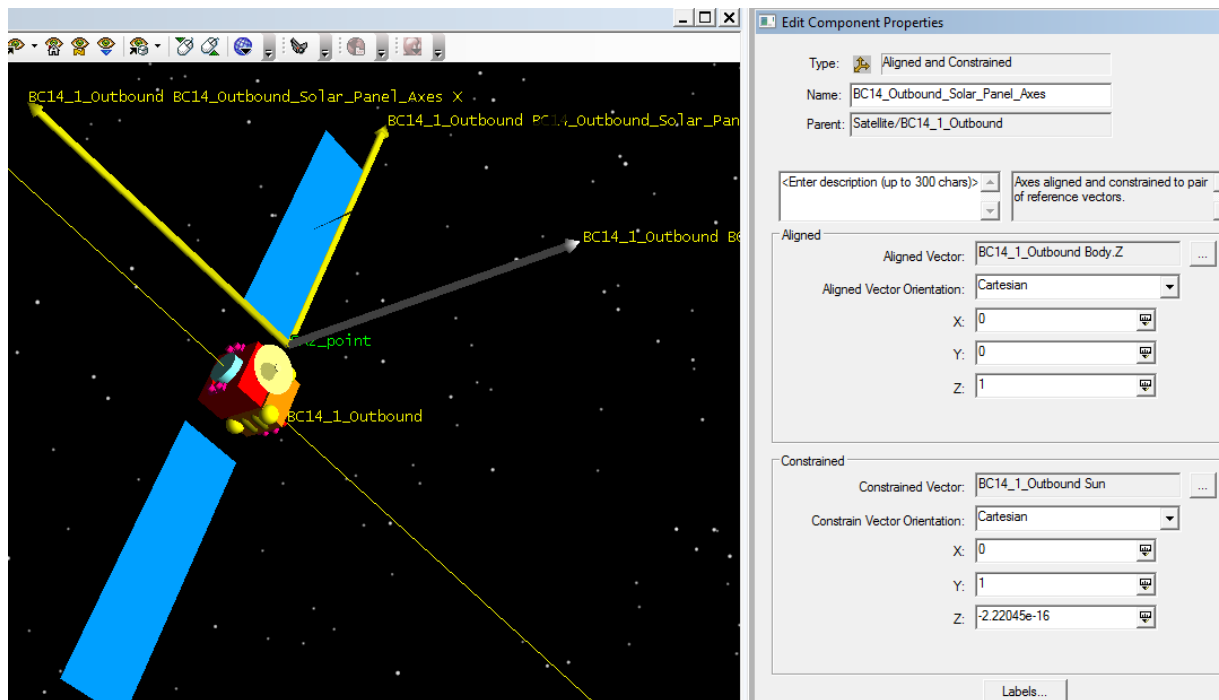 BC14_1_Outbound BC14_Outbound_Solar_Panel_Axes X
BC14_1_Outbound BC14_Outbound_Solar_Pan
BC14_1_Outbound
BC14_1_Outbound
Edit Component Properties
Type: Aligned and Constrained
Name: BC14_Outbound_Solar_Panel_Axes
Parent: Satellite/BC14_1_Outbound
<Enter description (up to 300 chars)>
Axes aligned and constrained to pair
of reference vectors.
Aligned
Aligned Vector: BC14_1_Outbound Body.Z ...
Aligned Vector Orientation: Cartesian
X: 0
Y: 0
Z: 1
Constrained
Constrained Vector: BC14_1_Outbound Sun ...
Constrain Vector Orientation: Cartesian
X: 0
Y: 1
Z: -2.22045e-16
Labels...